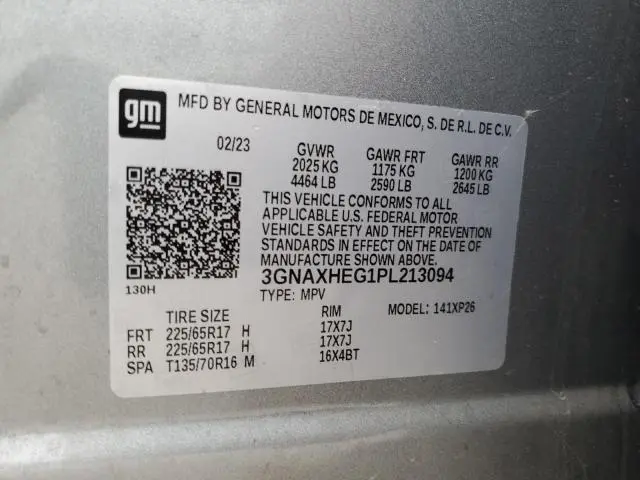 gm
MFD BY GENERAL MOTORS DE MEXICO, S. DE R.L. DE C.V.
02/23 GVWR GAWR FRT GAWR RR
2025 KG 1175 KG 1200 KG
4464 LB 2590 LB 2645 LB
THIS VEHICLE CONFORMS TO ALL
APPLICABLE U.S. FEDERAL MOTOR
VEHICLE SAFETY AND THEFT PREVENTION
STANDARDS IN EFFECT ON THE DATE OF
MANUFACTURE SHOWN ABOVE.
3GNAXHEG1PL213094
130H
TYPE: MPV MODEL: 141XP26
TIRE SIZE RIM
FRT 225/65R17 H 17X7J
RR 225/65R17 H 17X7J
SPA T135/70R16 M 16X4BT